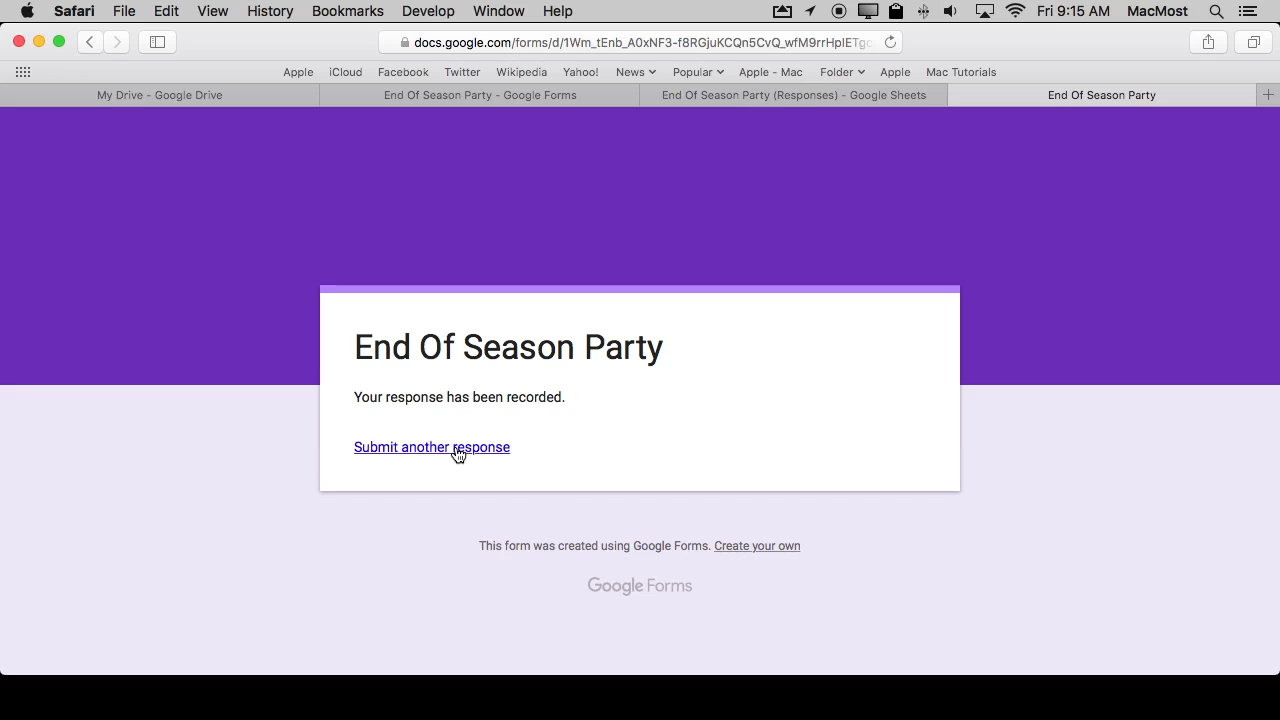 Safari File Edit View History Bookmarks Develop Window Help Fri 9:15 AM MacMost
docs.google.com/forms/d/1Wm_tEnb_A0xNF3-f8RGjuKCQn5CvQ_wfM9rrHpIETg
Apple iCloud Facebook Twitter Wikipedia Yahoo! News Popular Apple - Mac Folder Apple Mac Tutorials
My Drive - Google Drive End Of Season Party - Google Forms End Of Season Party (Responses) - Google Sheets End Of Season Party
End Of Season Party
Your response has been recorded.
Submit another response
This form was created using Google Forms. Create your own
Google Forms